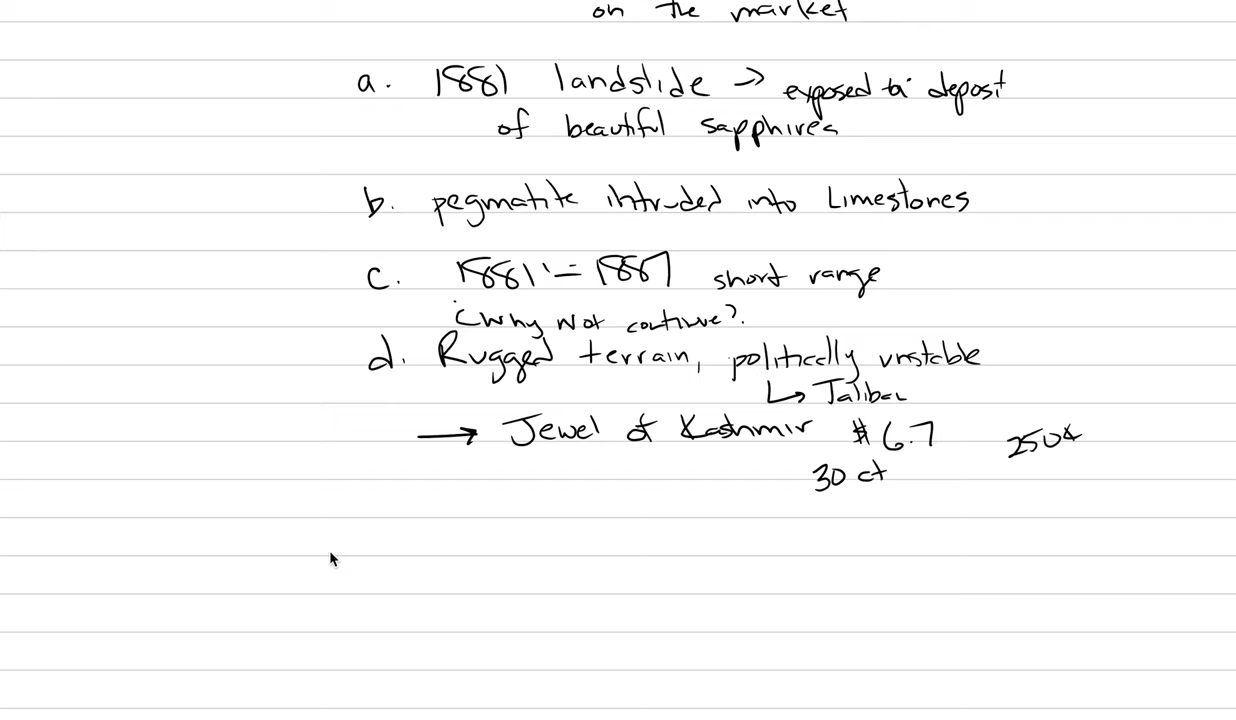 on the market
a. 1881 landslide → exposed a deposit
of beautiful sapphires
b. pegmatite intruded into Limestones
c. 1881 - 1887 short range
¿Why not continue?
d. Rugged terrain, politically unstable
↳ Taliban
→ Jewel of Kashmir $6.7
30 ct